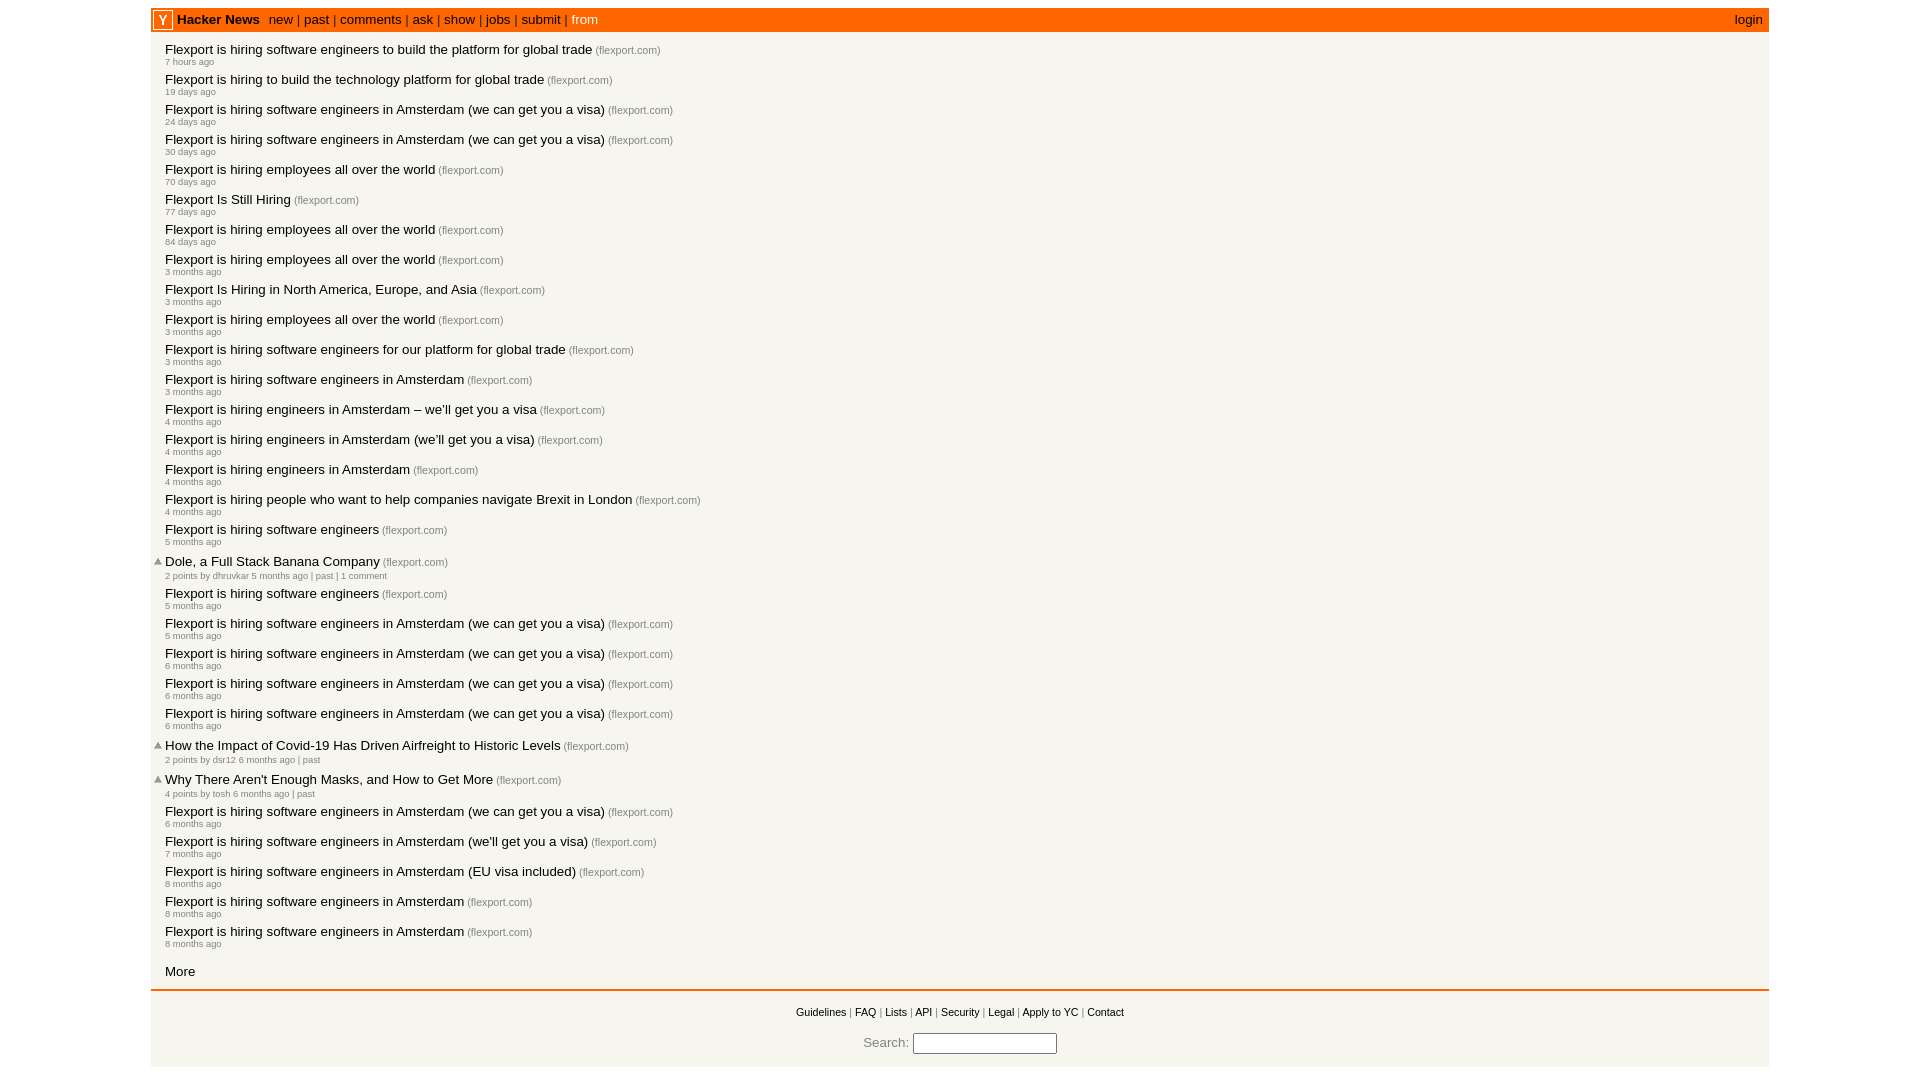 Y Hacker News new | past | comments | ask | show | jobs | submit | from login
Flexport is hiring software engineers to build the platform for global trade (flexport.com)
7 hours ago
Flexport is hiring to build the technology platform for global trade (flexport.com)
19 days ago
Flexport is hiring software engineers in Amsterdam (we can get you a visa) (flexport.com)
24 days ago
Flexport is hiring software engineers in Amsterdam (we can get you a visa) (flexport.com)
30 days ago
Flexport is hiring employees all over the world (flexport.com)
70 days ago
Flexport Is Still Hiring (flexport.com)
77 days ago
Flexport is hiring employees all over the world (flexport.com)
84 days ago
Flexport is hiring employees all over the world (flexport.com)
3 months ago
Flexport Is Hiring in North America, Europe, and Asia (flexport.com)
3 months ago
Flexport is hiring employees all over the world (flexport.com)
3 months ago
Flexport is hiring software engineers for our platform for global trade (flexport.com)
3 months ago
Flexport is hiring software engineers in Amsterdam (flexport.com)
3 months ago
Flexport is hiring engineers in Amsterdam – we’ll get you a visa (flexport.com)
4 months ago
Flexport is hiring engineers in Amsterdam (we’ll get you a visa) (flexport.com)
4 months ago
Flexport is hiring engineers in Amsterdam (flexport.com)
4 months ago
Flexport is hiring people who want to help companies navigate Brexit in London (flexport.com)
4 months ago
Flexport is hiring software engineers (flexport.com)
5 months ago
Dole, a Full Stack Banana Company (flexport.com)
2 points by dhruvkar 5 months ago | past | 1 comment
Flexport is hiring software engineers (flexport.com)
5 months ago
Flexport is hiring software engineers in Amsterdam (we can get you a visa) (flexport.com)
5 months ago
Flexport is hiring software engineers in Amsterdam (we can get you a visa) (flexport.com)
6 months ago
Flexport is hiring software engineers in Amsterdam (we can get you a visa) (flexport.com)
6 months ago
Flexport is hiring software engineers in Amsterdam (we can get you a visa) (flexport.com)
6 months ago
How the Impact of Covid-19 Has Driven Airfreight to Historic Levels (flexport.com)
2 points by dsr12 6 months ago | past
Why There Aren't Enough Masks, and How to Get More (flexport.com)
4 points by tosh 6 months ago | past
Flexport is hiring software engineers in Amsterdam (we can get you a visa) (flexport.com)
6 months ago
Flexport is hiring software engineers in Amsterdam (we'll get you a visa) (flexport.com)
7 months ago
Flexport is hiring software engineers in Amsterdam (EU visa included) (flexport.com)
8 months ago
Flexport is hiring software engineers in Amsterdam (flexport.com)
8 months ago
Flexport is hiring software engineers in Amsterdam (flexport.com)
8 months ago
More
Guidelines | FAQ | Lists | API | Security | Legal | Apply to YC | Contact
Search: